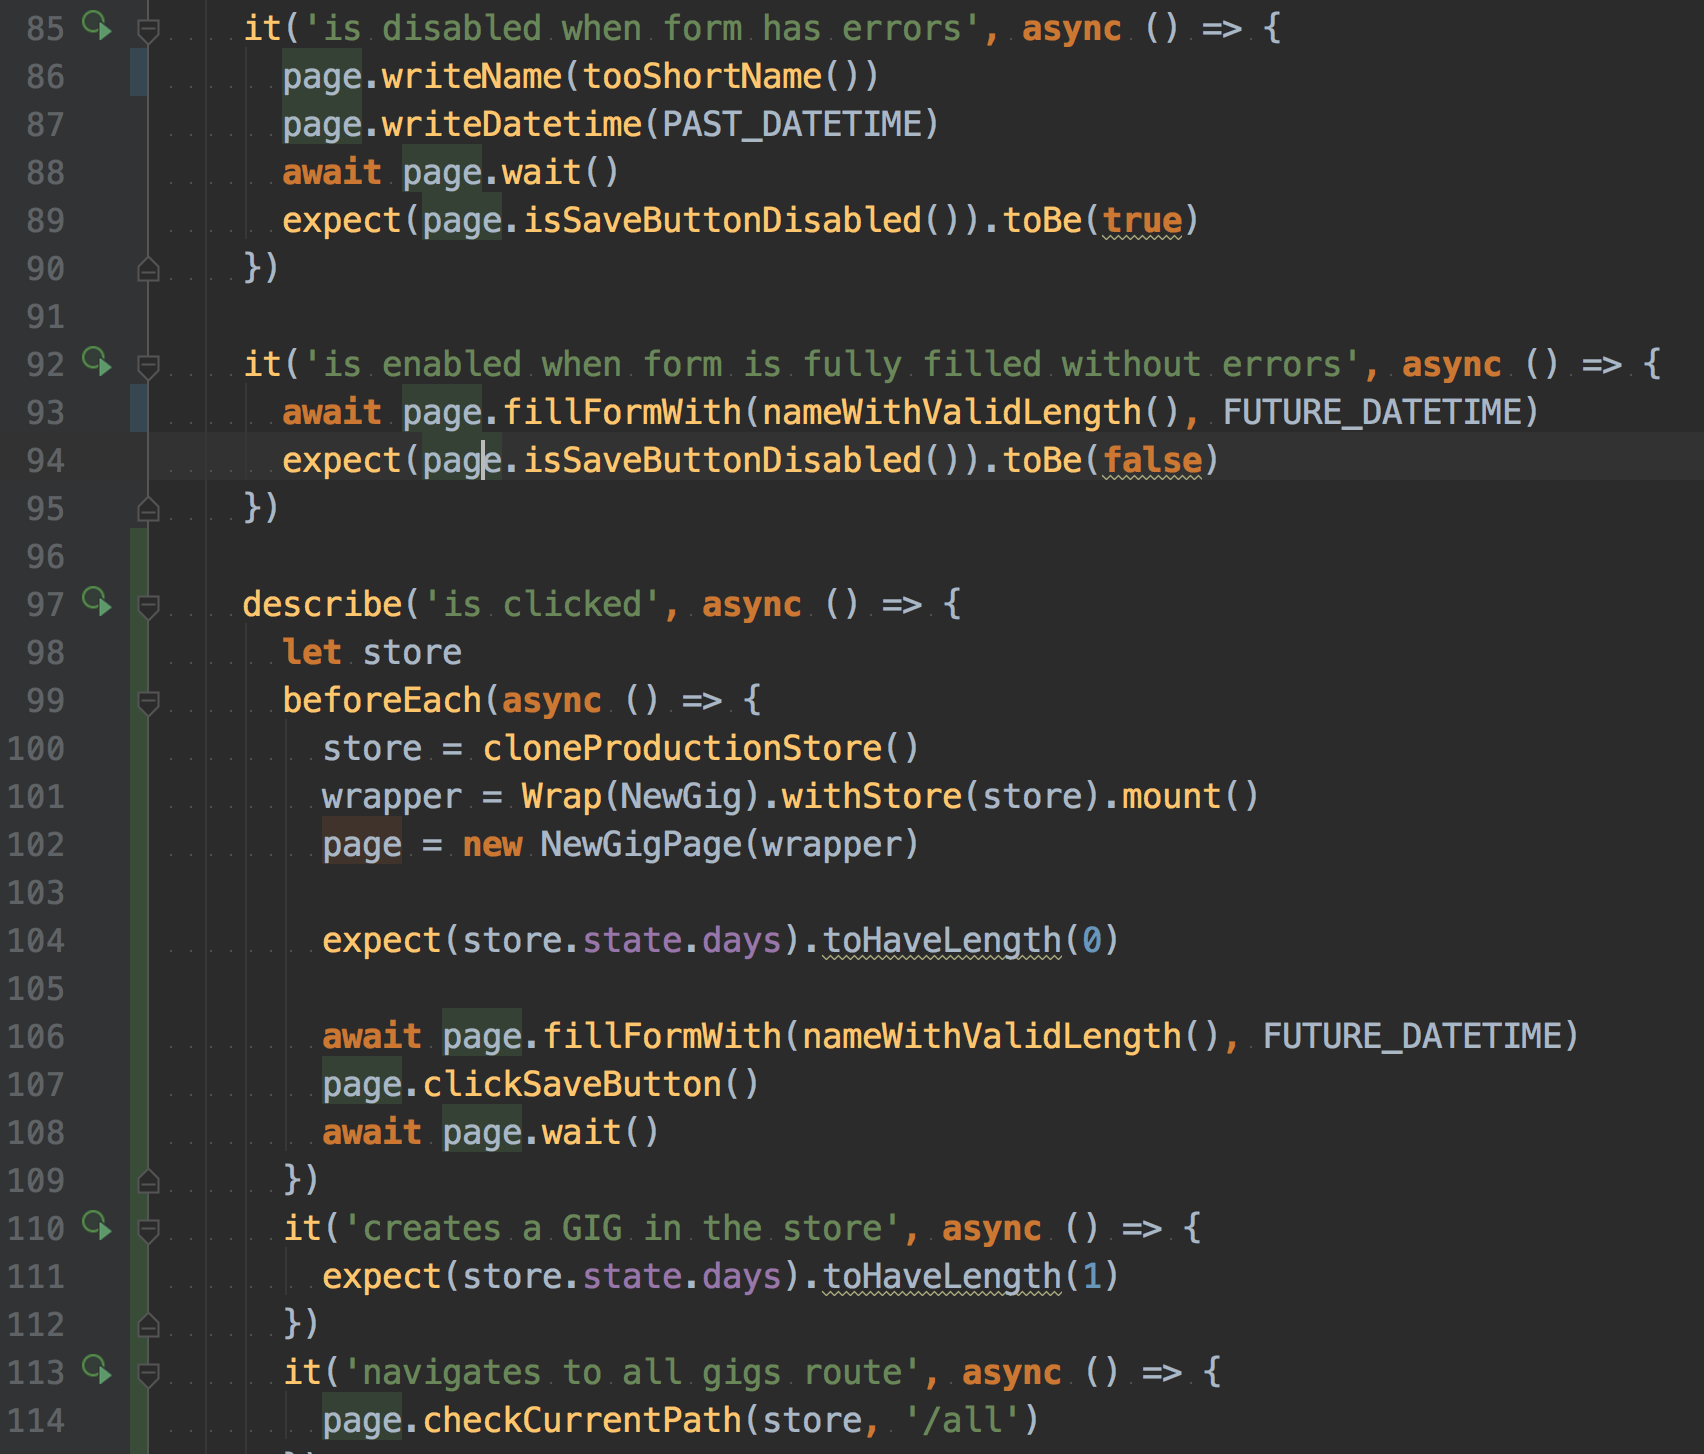 85 it('is disabled when form has errors', async () => {
86 page.writeName(tooShortName())
87 page.writeDatetime(PAST_DATETIME)
88 await page.wait()
89 expect(page.isSaveButtonDisabled()).toBe(true)
90 })
91
92 it('is enabled when form is fully filled without errors', async () => {
93 await page.fillFormWith(nameWithValidLength(), FUTURE_DATETIME)
94 expect(page.isSaveButtonDisabled()).toBe(false)
95 })
96
97 describe('is clicked', async () => {
98 let store
99 beforeEach(async () => {
100 store = cloneProductionStore()
101 wrapper = Wrap(NewGig).withStore(store).mount()
102 page = new NewGigPage(wrapper)
103
104 expect(store.state.days).toHaveLength(0)
105
106 await page.fillFormWith(nameWithValidLength(), FUTURE_DATETIME)
107 page.clickSaveButton()
108 await page.wait()
109 })
110 it('creates a GIG in the store', async () => {
111 expect(store.state.days).toHaveLength(1)
112 })
113 it('navigates to all gigs route', async () => {
114 page.checkCurrentPath(store, '/all')